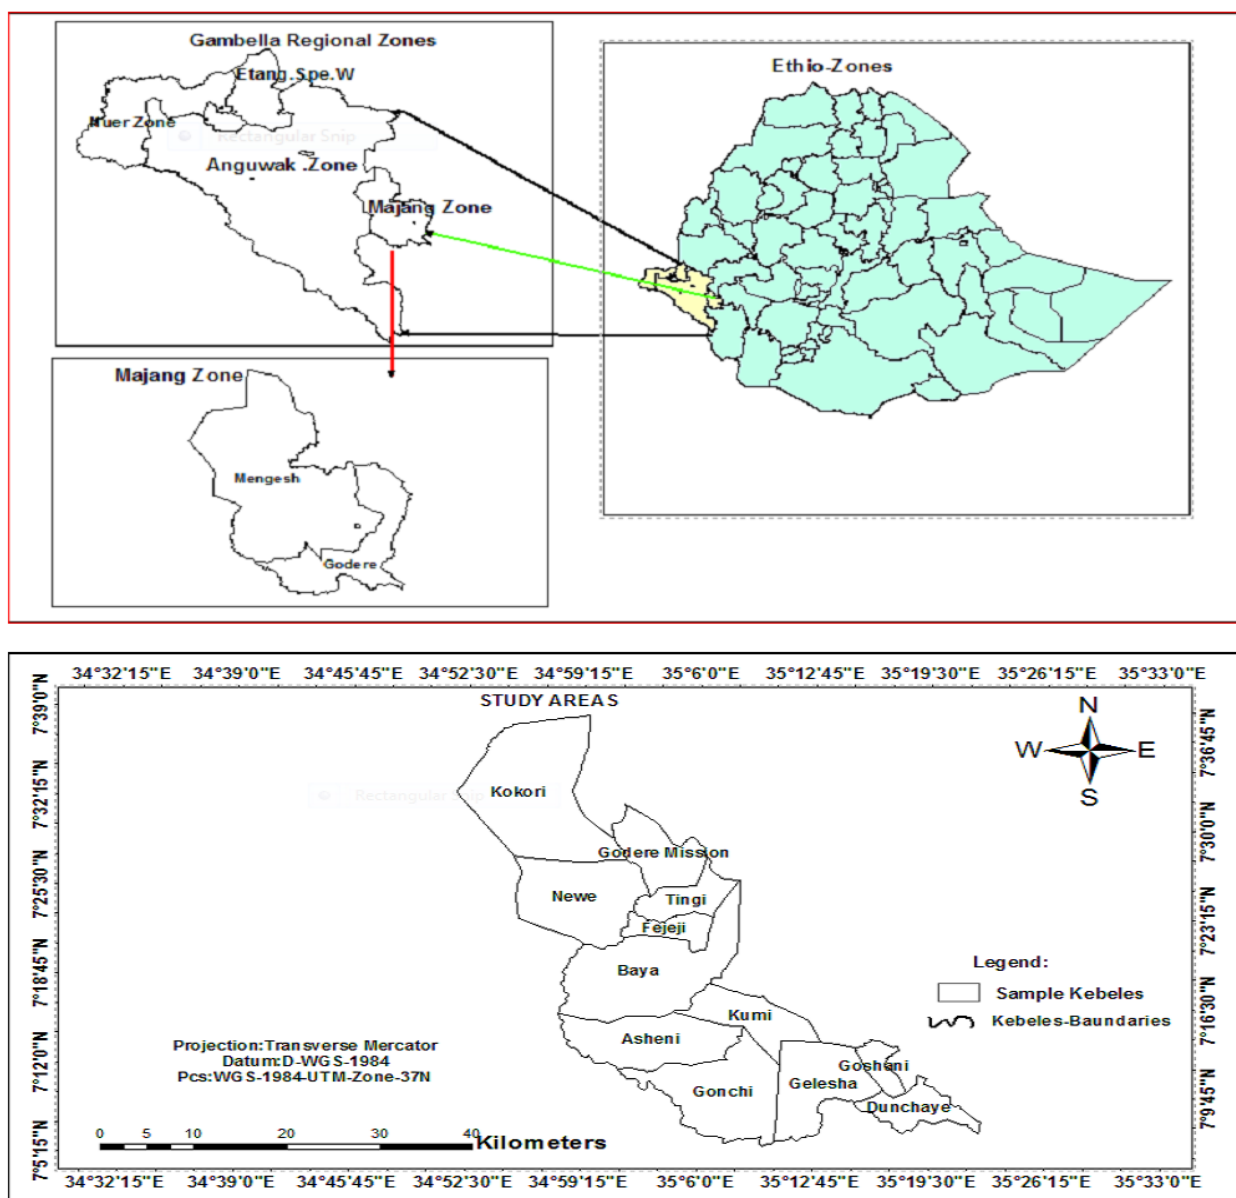 Gambella Regional Zones
Etang.Spe.W
Nuer Zone
Rectangular Snip
Anguwak .Zone
Majang Zone
Ethio-Zones
Majang Zone
Mengesh
Godere
34°32'15"E 34°39'0"E 34°45'45"E 34°52'30"E 34°59'15"E 35°6'0"E 35°12'45"E 35°19'30"E 35°26'15"E 35°33'0"E
STUDY AREAS
7°39'0"N
7°32'15"N
7°25'30"N
7°18'45"N
7°12'0"N
7°5'15"N
N
W E
S
7°36'45"N
7°30'0"N
7°23'15"N
7°16'30"N
7°9'45"N
Kokori
Rectangular Snip
Godere Mission
Newe
Tingi
Fejeji
Baya
Kumi
Asheni
Goshani
Gelesha
Gonchi
Dunchaye
Legend:
Sample Kebeles
Kebeles-Baundaries
Projection:Transverse Mercator
Datum:D-WGS-1984
Pcs:WGS-1984-UTM-Zone-37N
0 5 10 20 30 40
Kilometers
34°32'15"E 34°39'0"E 34°45'45"E 34°52'30"E 34°59'15"E 35°6'0"E 35°12'45"E 35°19'30"E 35°26'15"E 35°33'0"E